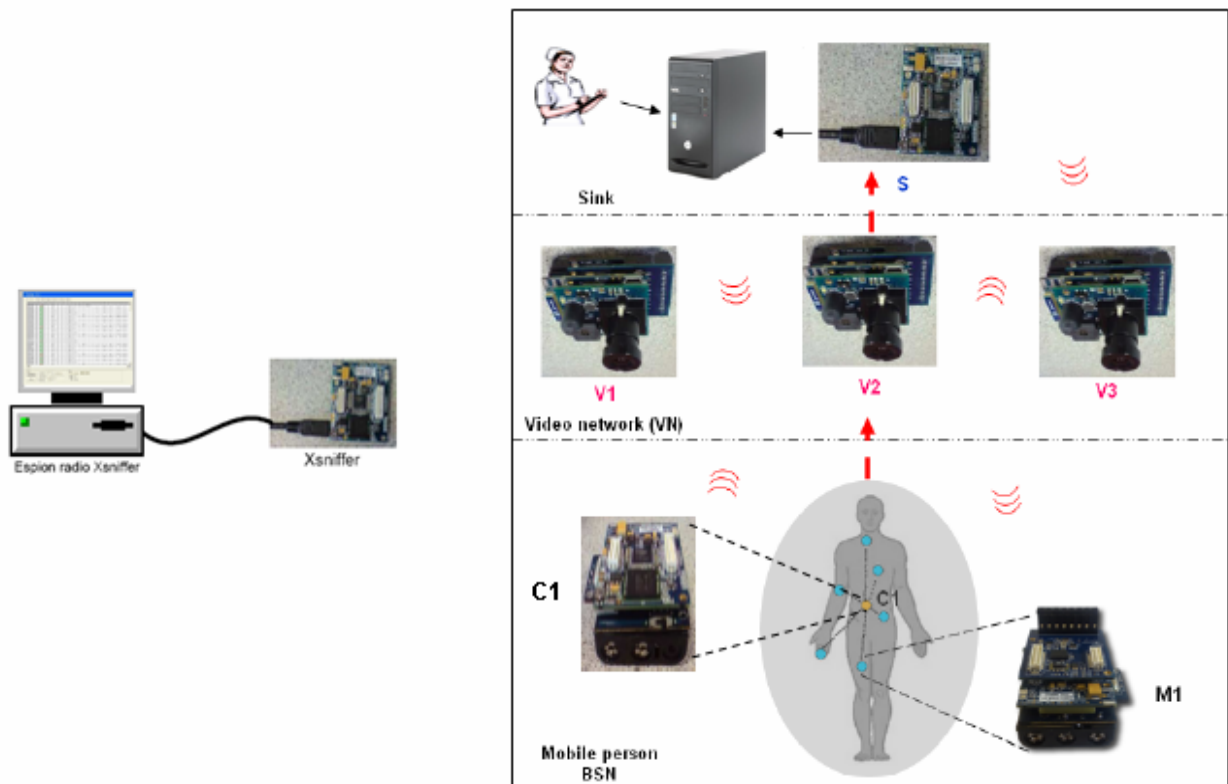 Sink
S
V1
V2
V3
Video network (VN)
Espion radio Xsniffer
Xsniffer
C1
C1
M1
Mobile person
BSN